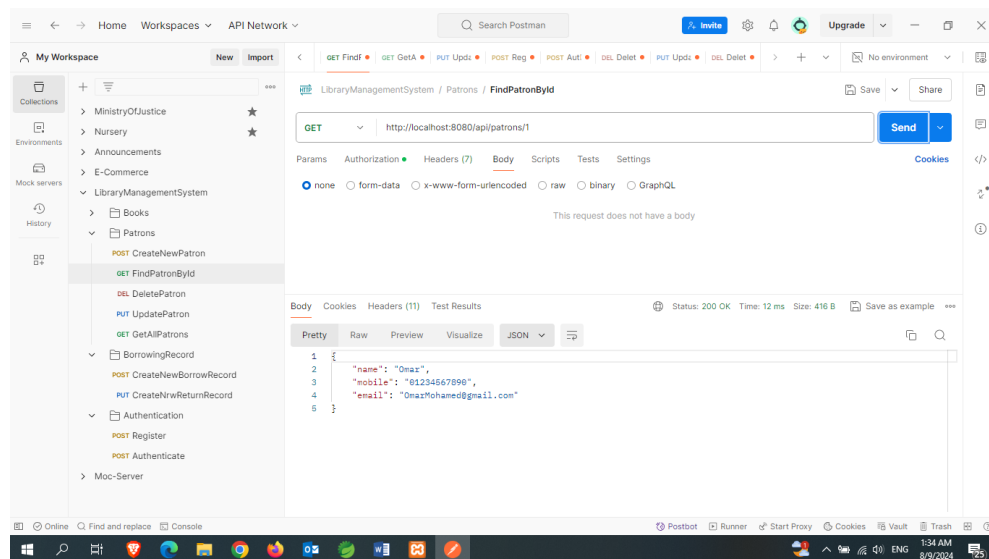 Home Workspaces API Network Search Postman Invite Upgrade
My Workspace New Import GET FindF GET GetA PUT Upda POST Reg POST Aut DEL Delet PUT Upda DEL Delet No environment
Collections
Environments
Mock servers
History
MinistryOfJustice
Nursery
Announcements
E-Commerce
LibraryManagementSystem
Books
Patrons
POST CreateNewPatron
GET FindPatronById
DEL DeletePatron
PUT UpdatePatron
GET GetAllPatrons
BorrowingRecord
POST CreateNewBorrowRecord
PUT CreateNrwReturnRecord
Authentication
POST Register
POST Authenticate
Moc-Server
HTTP LibraryManagementSystem / Patrons / FindPatronById Save Share
GET http://localhost:8080/api/patrons/1 Send
Params Authorization Headers (7) Body Scripts Tests Settings Cookies
none form-data x-www-form-urlencoded raw binary GraphQL
This request does not have a body
Body Cookies Headers (11) Test Results Status: 200 OK Time: 12 ms Size: 416 B Save as example
Pretty Raw Preview Visualize JSON
1 {
2 "name": "Omar",
3 "mobile": "01234567890",
4 "email": "OmarMohamed@gmail.com"
5 }
Online Find and replace Console Postbot Runner Start Proxy Cookies Vault Trash
ENG 1:34 AM
8/9/2024 25